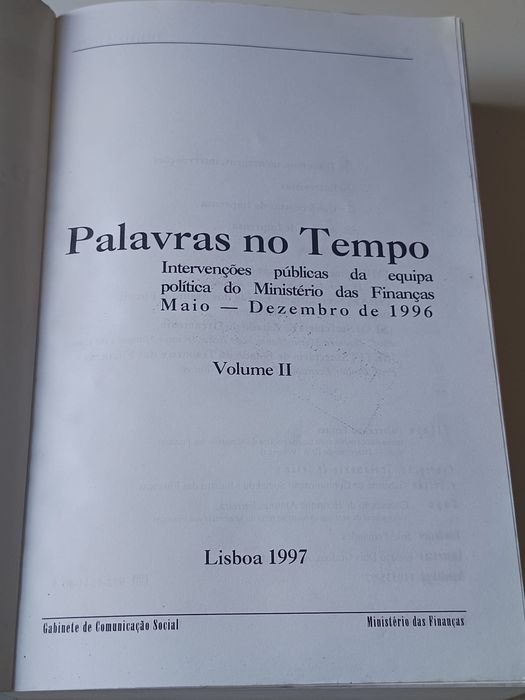 Palavras no Tempo
Intervenções públicas da equipa
política do Ministério das Finanças
Maio — Dezembro de 1996
Volume II
Lisboa 1997
Gabinete de Comunicação Social
Ministério das Finanças